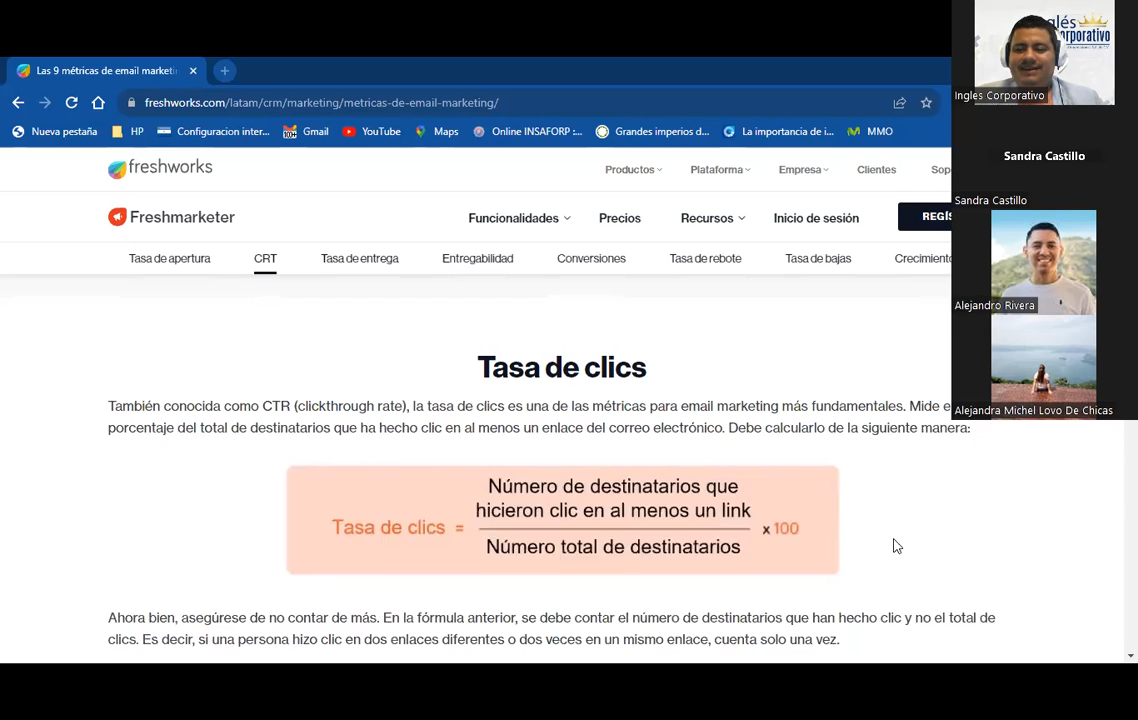 Las 9 métricas de email marketi
freshworks.com/latam/crm/marketing/metricas-de-email-marketing/
Nueva pestaña
HP
Configuracion inter...
Gmail
YouTube
Maps
Online INSAFORP :...
Grandes imperios d...
La importancia de i...
MMO
freshworks
Productos
Plataforma
Empresa
Clientes
Sop
Freshmarketer
Funcionalidades
Precios
Recursos
Inicio de sesión
REGÍS
Tasa de apertura
CRT
Tasa de entrega
Entregabilidad
Conversiones
Tasa de rebote
Tasa de bajas
Crecimiento
Tasa de clics
También conocida como CTR (clickthrough rate), la tasa de clics es una de las métricas para email marketing más fundamentales. Mide e
porcentaje del total de destinatarios que ha hecho clic en al menos un enlace del correo electrónico. Debe calcularlo de la siguiente manera:
Número de destinatarios que
hicieron clic en al menos un link
Tasa de clics = x 100
Número total de destinatarios
Ahora bien, asegúrese de no contar de más. En la fórmula anterior, se debe contar el número de destinatarios que han hecho clic y no el total de
clics. Es decir, si una persona hizo clic en dos enlaces diferentes o dos veces en un mismo enlace, cuenta solo una vez.
glés
orporativo
Ingles Corporativo
Sandra Castillo
Sandra Castillo
Alejandro Rivera
Alejandra Michel Lovo De Chicas